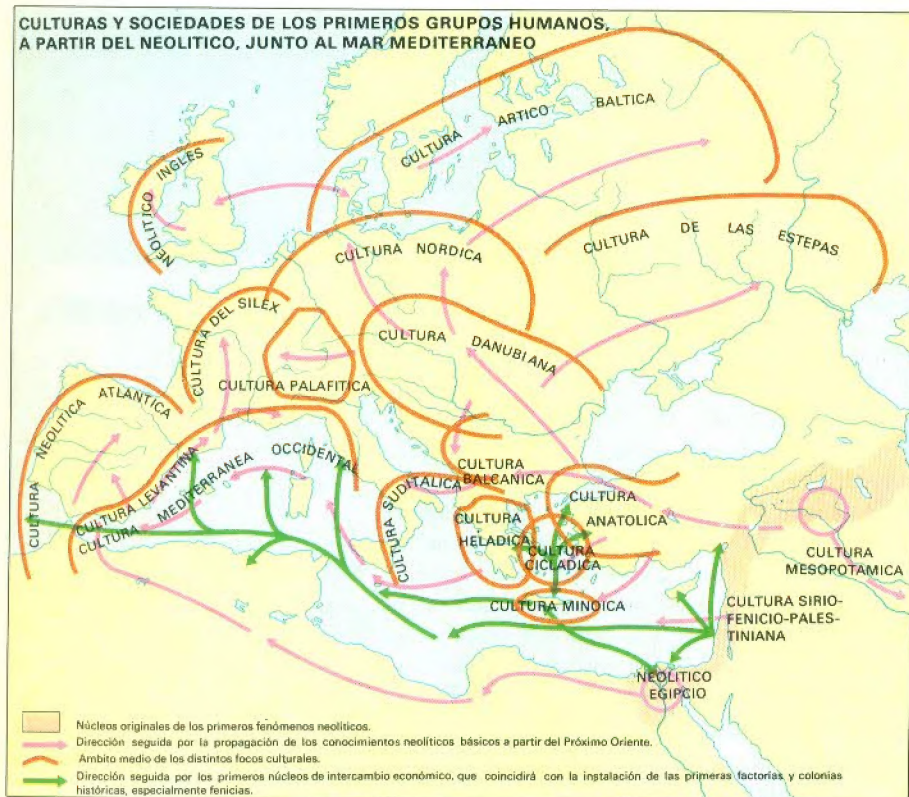 CULTURAS Y SOCIEDADES DE LOS PRIMEROS GRUPOS HUMANOS,
A PARTIR DEL NEOLITICO, JUNTO AL MAR MEDITERRANEO
CULTURA ARTICO BALTICA
NEOLITICO INGLES
CULTURA NORDICA
CULTURA DE LAS ESTEPAS
CULTURA DEL SILEX
CULTURA DANUBIANA
CULTURA PALAFITICA
CULTURA NEOLITICA ATLANTICA
CULTURA LEVANTINA
CULTURA MEDITERRANEA OCCIDENTAL
CULTURA SUDITALICA
CULTURA
BALCANICA
CULTURA
HELADICA
CULTURA
ANATOLICA
CULTURA
CICLADICA
CULTURA MINOICA
CULTURA
MESOPOTAMICA
CULTURA SIRIO-
FENICIO-PALES-
TINIANA
NEOLITICO
EGIPCIO
Núcleos originales de los primeros fenómenos neolíticos.
Dirección seguida por la propagación de los conocimientos neolíticos básicos a partir del Próximo Oriente.
Ambito medio de los distintos focos culturales.
Dirección seguida por los primeros núcleos de intercambio económico, que coincidirá con la instalación de las primeras factorías y colonias
históricas, especialmente fenicias.